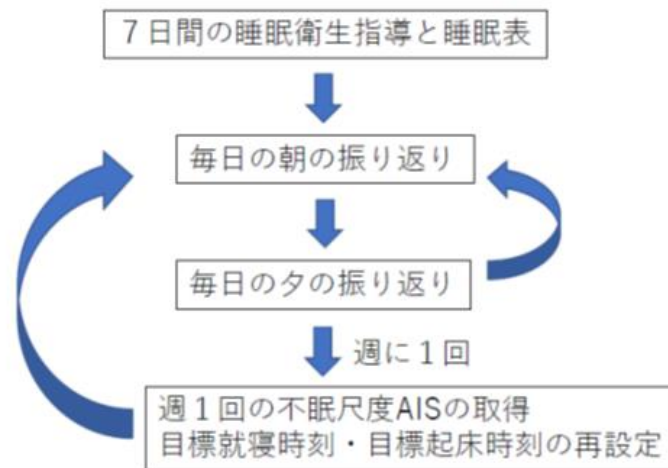 7日間の睡眠衛生指導と睡眠表
毎日の朝の振り返り
毎日の夕の振り返り
週に1回
週1回の不眠尺度AISの取得
目標就寝時刻・目標起床時刻の再設定